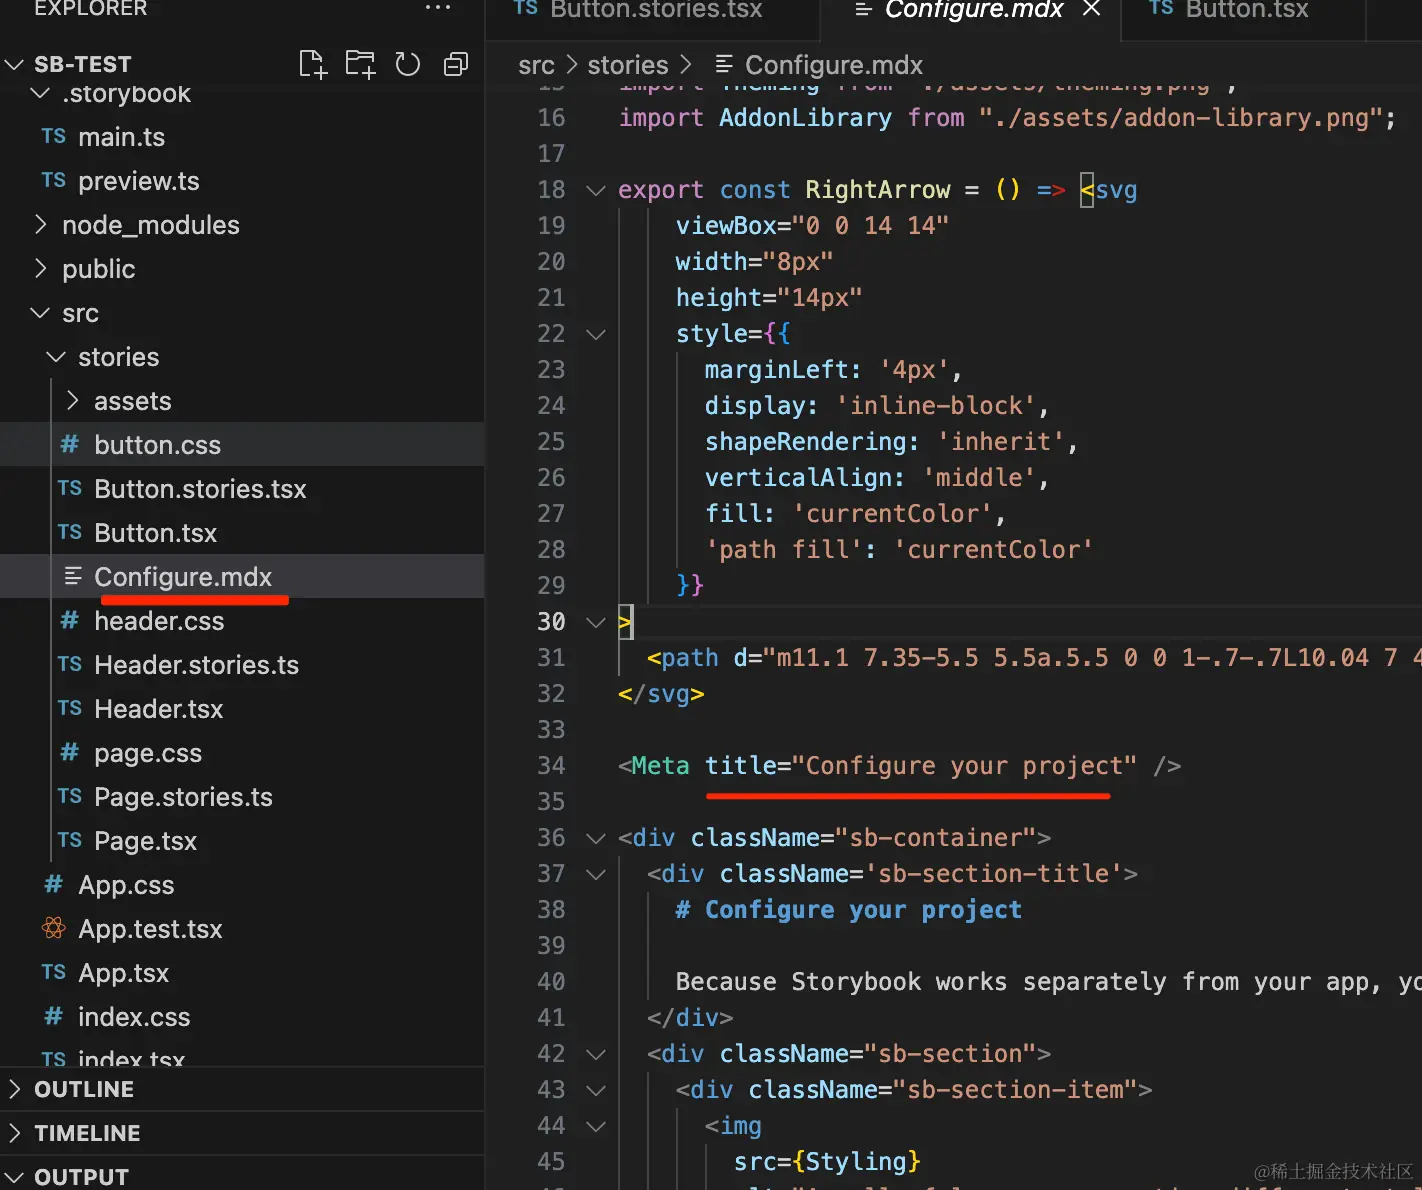 EXPLORER
SB-TEST
.storybook
TS main.ts
TS preview.ts
node_modules
public
src
stories
assets
# button.css
TS Button.stories.tsx
TS Button.tsx
Configure.mdx
# header.css
TS Header.stories.ts
TS Header.tsx
# page.css
TS Page.stories.ts
TS Page.tsx
# App.css
App.test.tsx
TS App.tsx
# index.css
TS index.tsx
OUTLINE
TIMELINE
OUTPUT
TS Button.stories.tsx
Configure.mdx
TS Button.tsx
src > stories > Configure.mdx
15 import Theming from "./assets/theming.png";
16 import AddonLibrary from "./assets/addon-library.png";
17
18 export const RightArrow = () => <svg
19 viewBox="0 0 14 14"
20 width="8px"
21 height="14px"
22 style={{
23 marginLeft: '4px',
24 display: 'inline-block',
25 shapeRendering: 'inherit',
26 verticalAlign: 'middle',
27 fill: 'currentColor',
28 'path fill': 'currentColor'
29 }}
30 >
31 <path d="m11.1 7.35-5.5 5.5a.5.5 0 0 1-.7-.7L10.04 7 4
32 </svg>
33
34 <Meta title="Configure your project" />
35
36 <div className="sb-container">
37 <div className='sb-section-title'>
38 # Configure your project
39
40 Because Storybook works separately from your app, yo
41 </div>
42 <div className="sb-section">
43 <div className="sb-section-item">
44 <img
45 src={Styling}
@稀土掘金技术社区